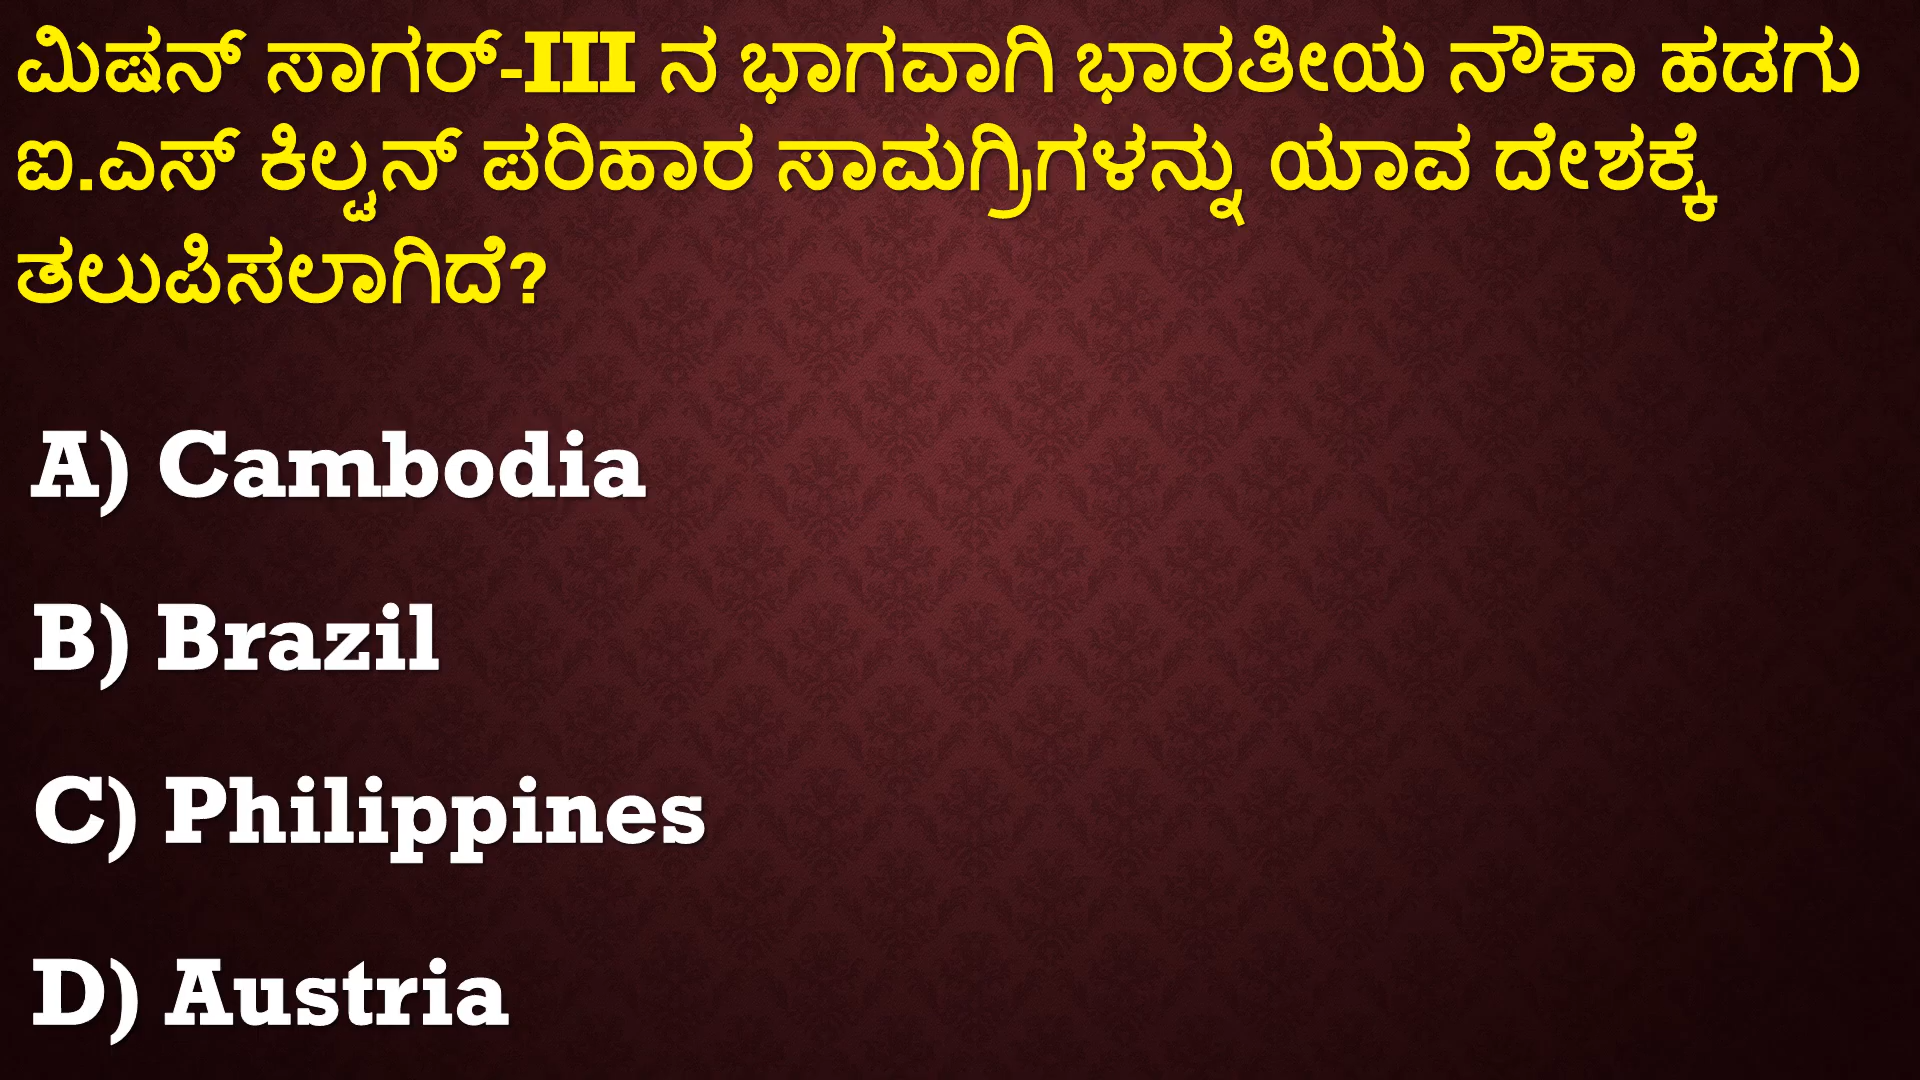 ಮಿಷನ್ ಸಾಗರ್-III ನ ಭಾಗವಾಗಿ ಭಾರತೀಯ ನೌಕಾ ಹಡಗು
ಐ.ಎಸ್ ಕಿಲ್ಟನ್ ಪರಿಹಾರ ಸಾಮಗ್ರಿಗಳನ್ನು ಯಾವ ದೇಶಕ್ಕೆ
ತಲುಪಿಸಲಾಗಿದೆ?
A) Cambodia
B) Brazil
C) Philippines
D) Austria